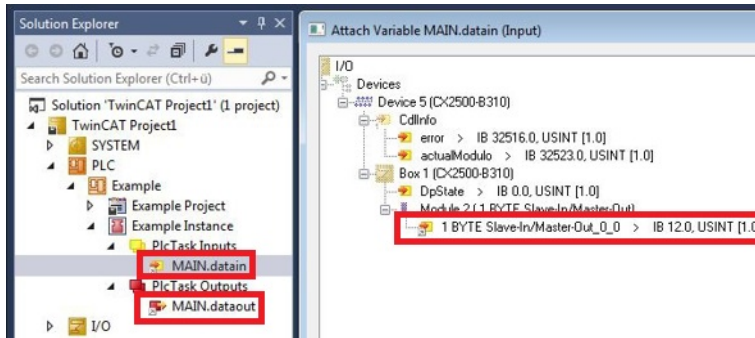 Solution Explorer
Search Solution Explorer (Ctrl+ü)
Solution 'TwinCAT Project1' (1 project)
TwinCAT Project1
SYSTEM
PLC
Example
Example Project
Example Instance
PlcTask Inputs
MAIN.datain
PlcTask Outputs
MAIN.dataout
I/O
Attach Variable MAIN.datain (Input)
I/O
Devices
Device 5 (CX2500-B310)
CdlInfo
error > IB 32516.0, USINT [1.0]
actualModulo > IB 32523.0, USINT [1.0]
Box 1 (CX2500-B310)
DpState > IB 0.0, USINT [1.0]
Module 2 ( 1 BYTE Slave-In/Master-Out)
1 BYTE Slave-In/Master-Out_0_0 > IB 12.0, USINT [1.0